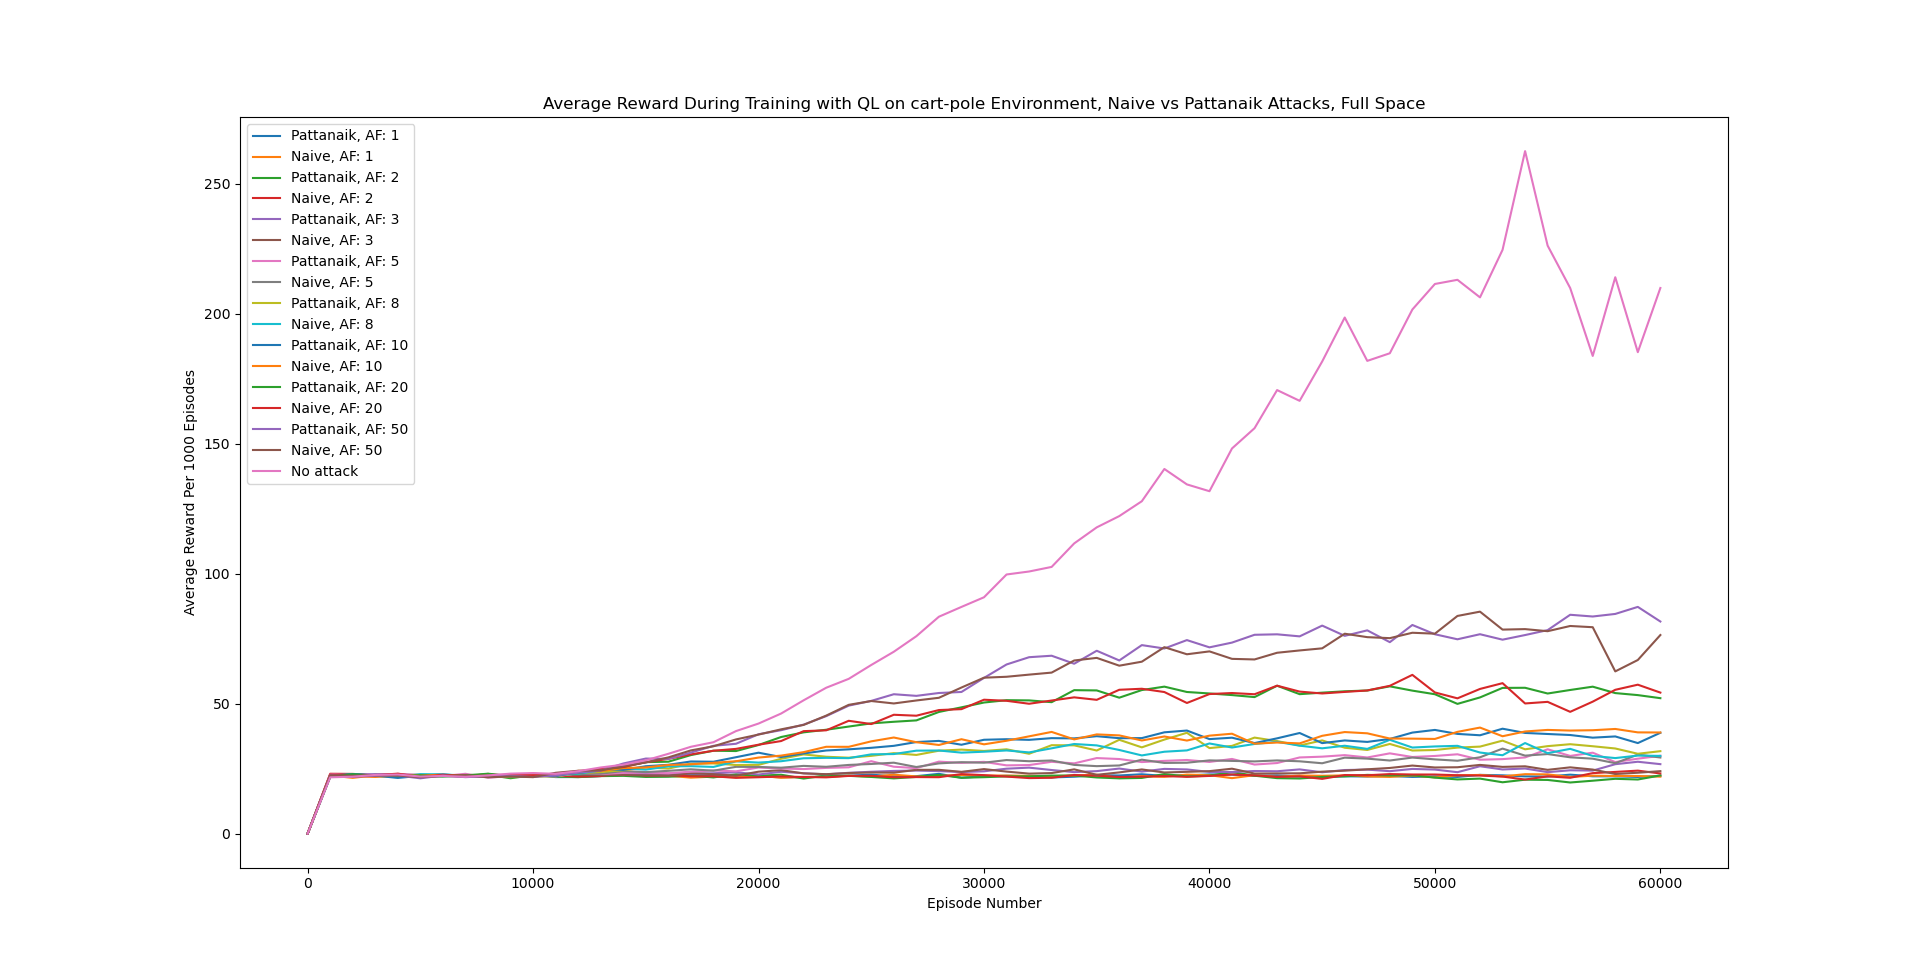 Average Reward During Training with QL on cart-pole Environment, Naive vs Pattanaik Attacks, Full Space
Pattanaik, AF: 1
Naive, AF: 1
Pattanaik, AF: 2
Naive, AF: 2
Pattanaik, AF: 3
Naive, AF: 3
Pattanaik, AF: 5
Naive, AF: 5
Pattanaik, AF: 8
Naive, AF: 8
Pattanaik, AF: 10
Naive, AF: 10
Pattanaik, AF: 20
Naive, AF: 20
Pattanaik, AF: 50
Naive, AF: 50
No attack
Average Reward Per 1000 Episodes
250
200
150
100
50
0
0 10000 20000 30000 40000 50000 60000
Episode Number